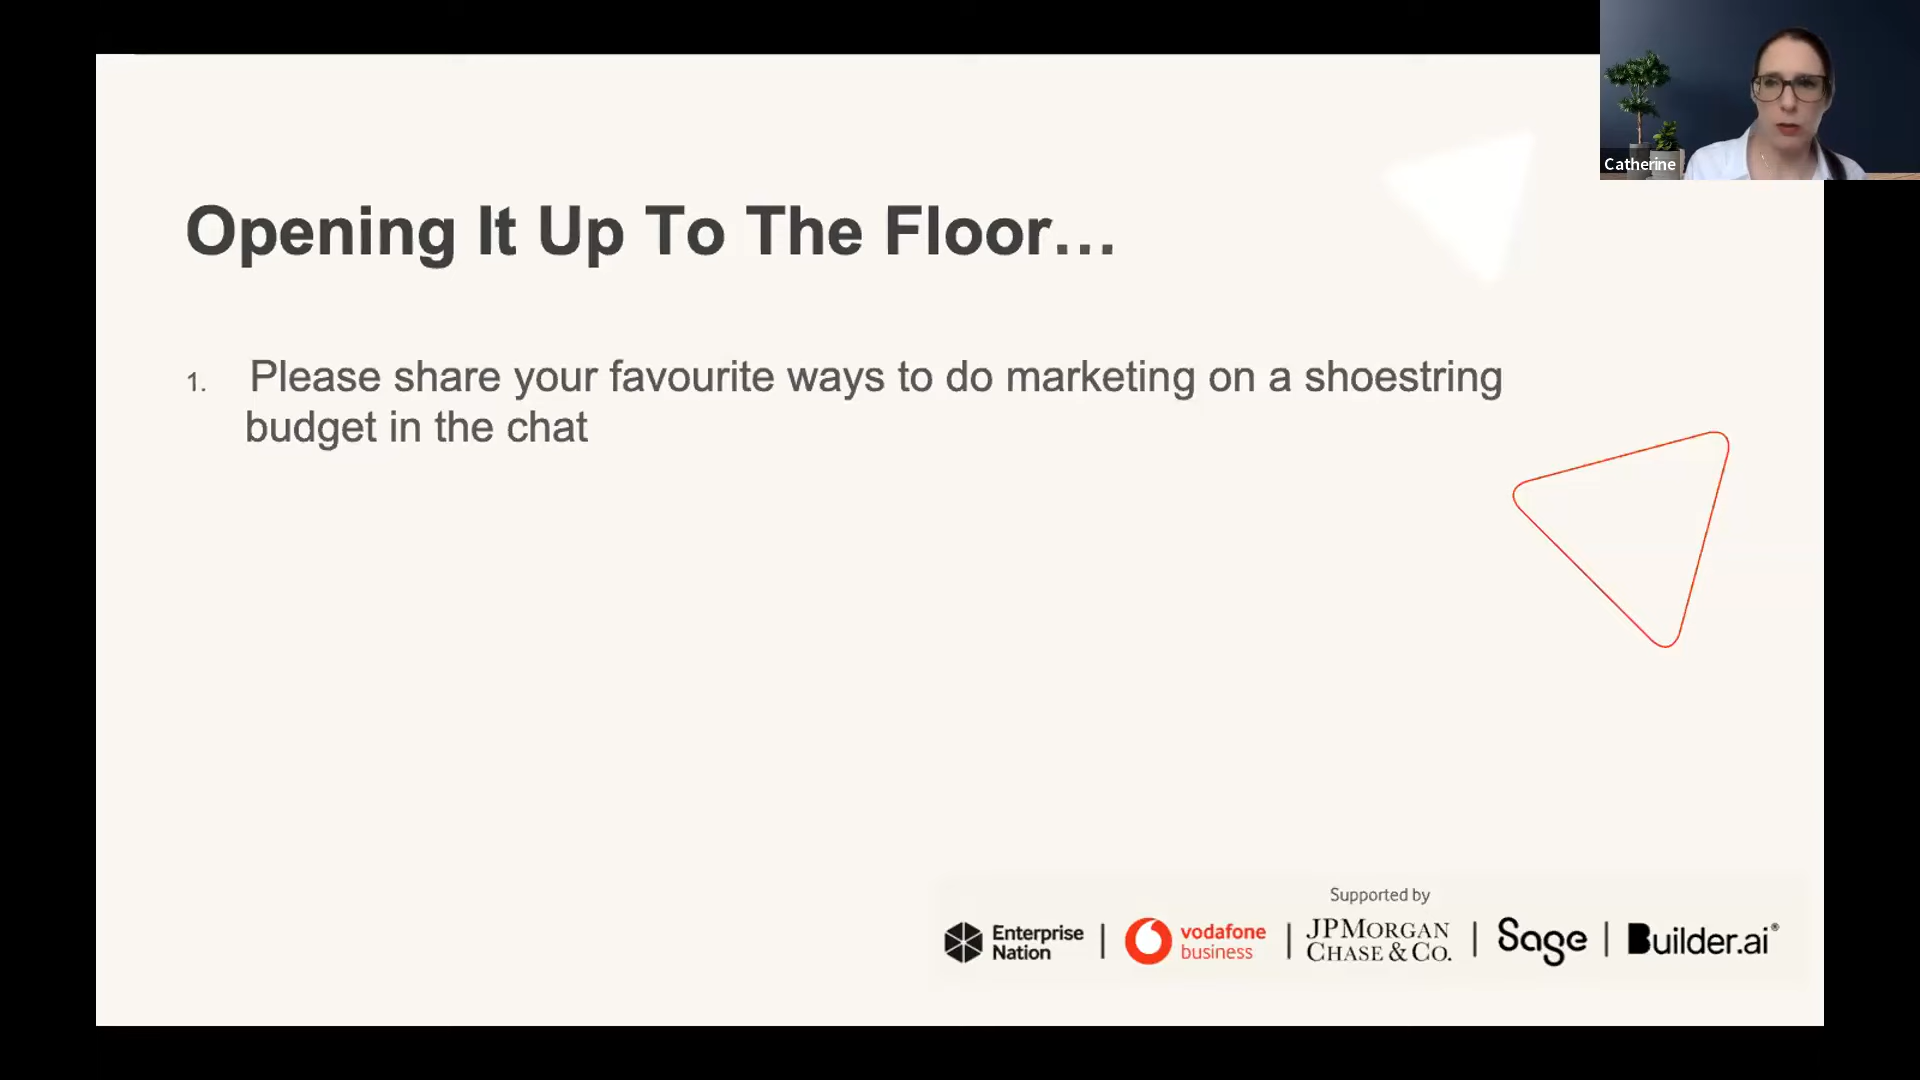 Catherine
Opening It Up To The Floor...
1. Please share your favourite ways to do marketing on a shoestring
budget in the chat
Supported by
Enterprise
Nation
vodafone
business
JPMORGAN
CHASE & CO.
Sage
Builder.ai®